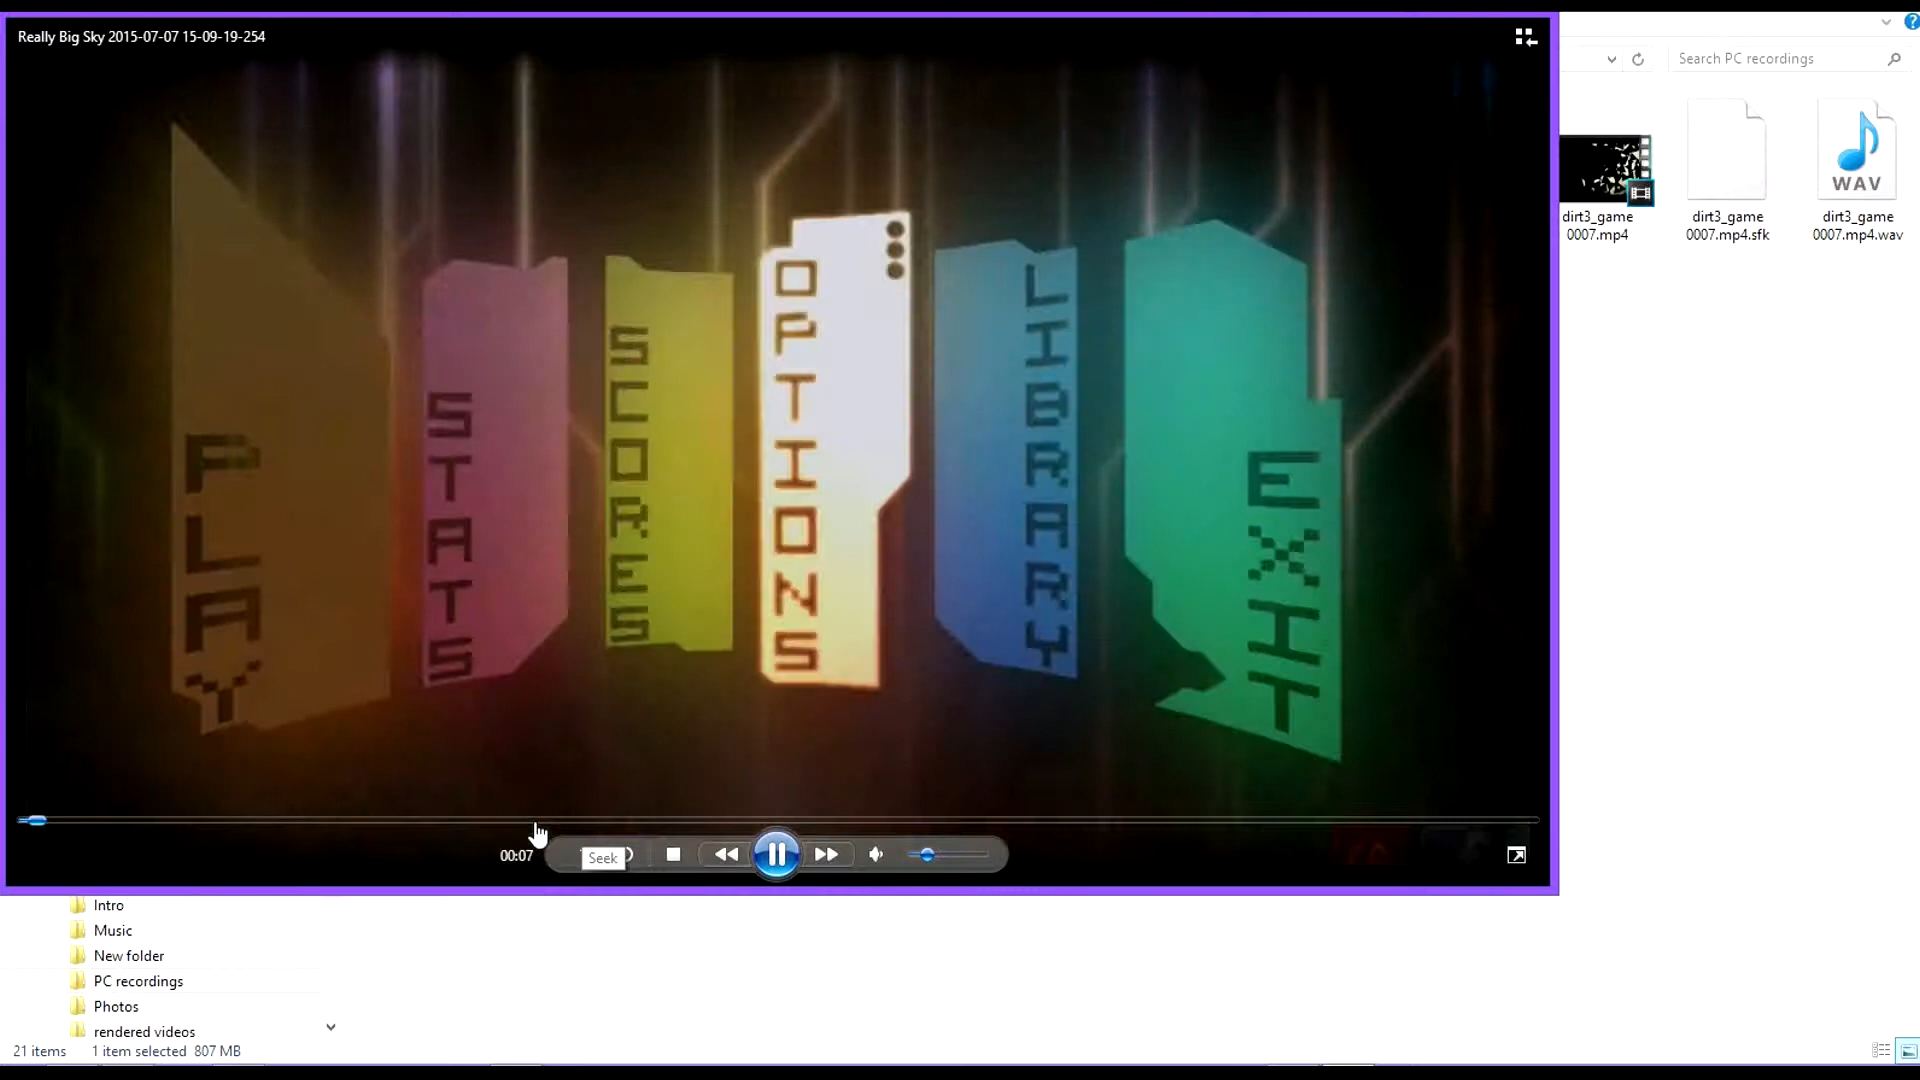 Really Big Sky 2015-07-07 15-09-19-254
Search PC recordings
PLAY
STATS
SCORES
OPTIONS
LIBRARY
EXIT
WAV
dirt3_game
0007.mp4
dirt3_game
0007.mp4.sfk
dirt3_game
0007.mp4.wav
00:07
Seek
Intro
Music
New folder
PC recordings
Photos
rendered videos
21 items
1 item selected 807 MB